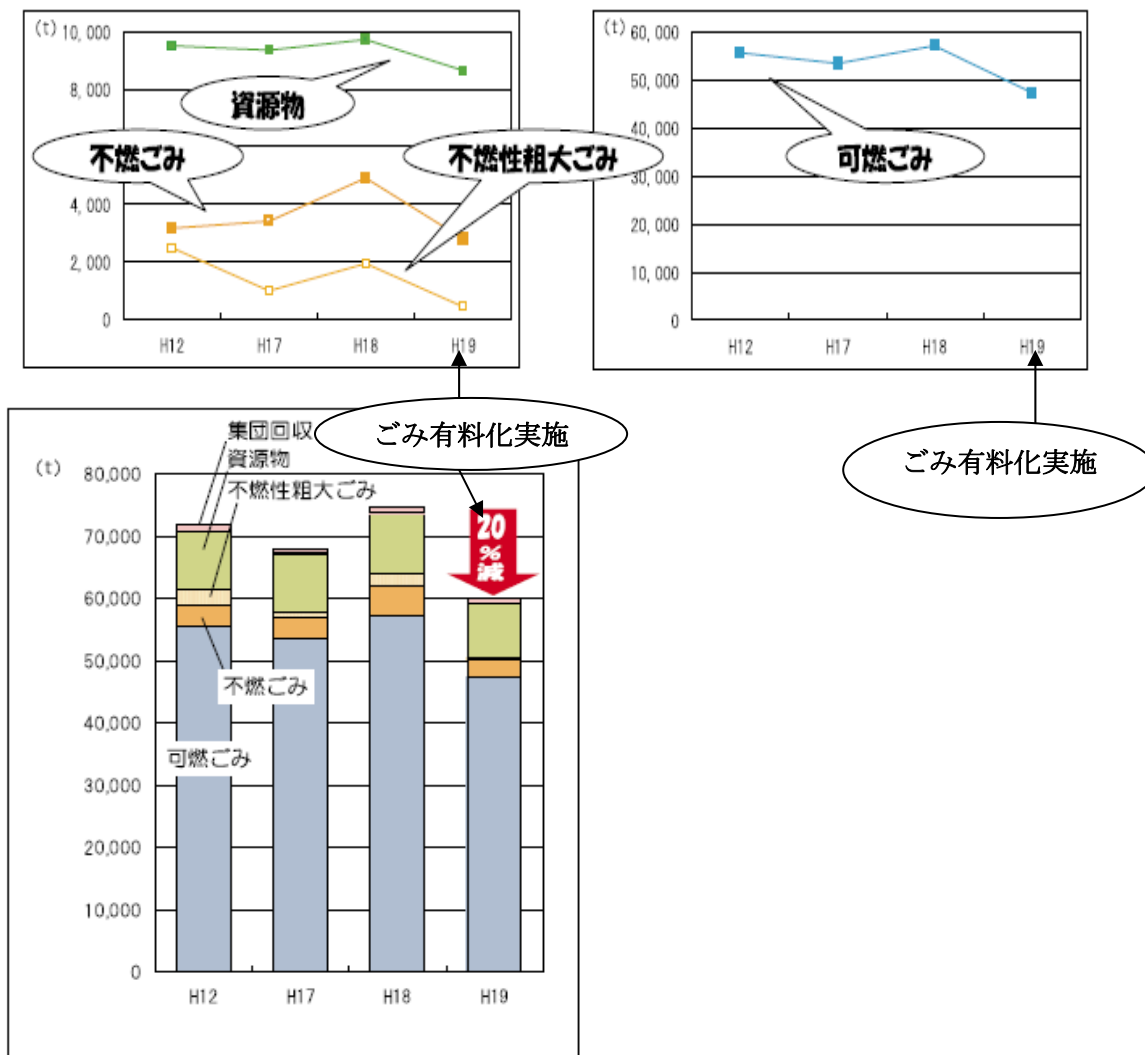 (t)
10,000
8,000
4,000
2,000
0
H12
H17
H18
H19
資源物
不燃ごみ
不燃性粗大ごみ
(t)
60,000
50,000
40,000
30,000
20,000
10,000
0
H12
H17
H18
H19
可燃ごみ
ごみ有料化実施
ごみ有料化実施
集団回収
資源物
不燃性粗大ごみ
(t)
80,000
70,000
60,000
50,000
40,000
30,000
20,000
10,000
0
20
%
減
不燃ごみ
可燃ごみ
H12
H17
H18
H19